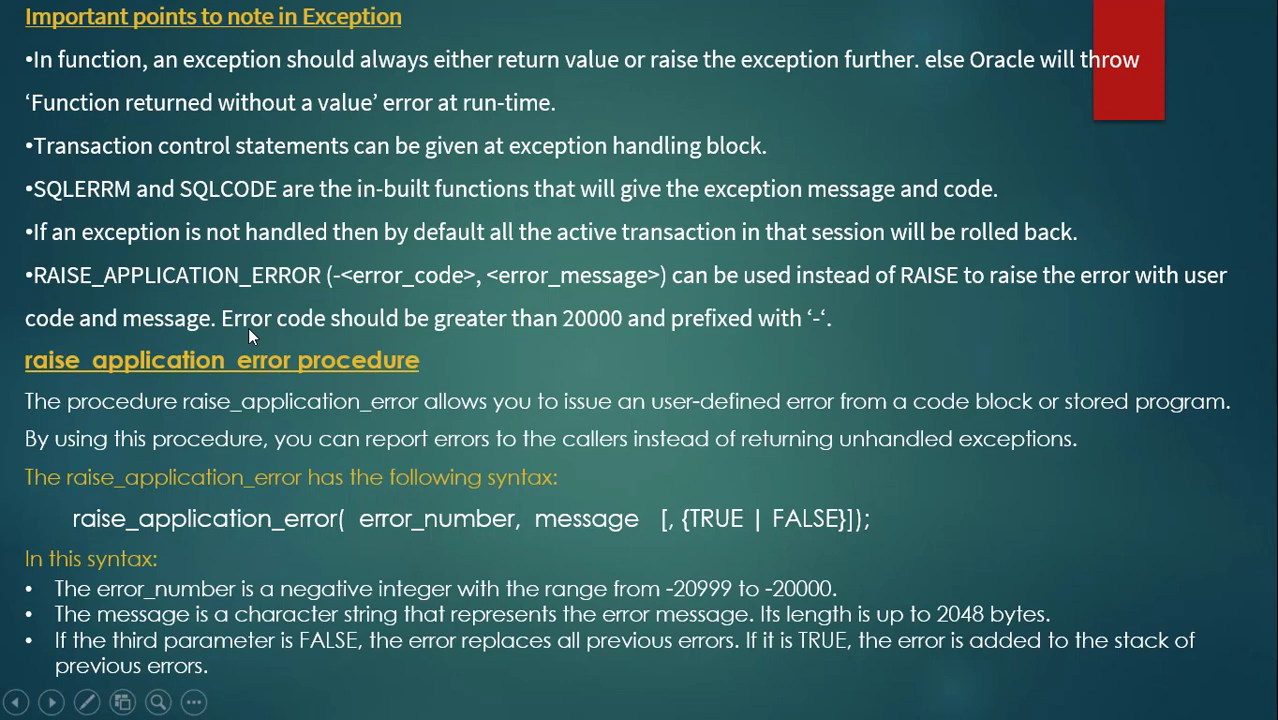 Important points to note in Exception
•In function, an exception should always either return value or raise the exception further. else Oracle will throw
‘Function returned without a value’ error at run-time.
•Transaction control statements can be given at exception handling block.
•SQLERRM and SQLCODE are the in-built functions that will give the exception message and code.
•If an exception is not handled then by default all the active transaction in that session will be rolled back.
•RAISE_APPLICATION_ERROR (-<error_code>, <error_message>) can be used instead of RAISE to raise the error with user
code and message. Error code should be greater than 20000 and prefixed with ‘-‘.
raise_application_error procedure
The procedure raise_application_error allows you to issue an user-defined error from a code block or stored program.
By using this procedure, you can report errors to the callers instead of returning unhandled exceptions.
The raise_application_error has the following syntax:
raise_application_error( error_number, message [, {TRUE | FALSE}]);
In this syntax:
• The error_number is a negative integer with the range from -20999 to -20000.
• The message is a character string that represents the error message. Its length is up to 2048 bytes.
• If the third parameter is FALSE, the error replaces all previous errors. If it is TRUE, the error is added to the stack of
previous errors.